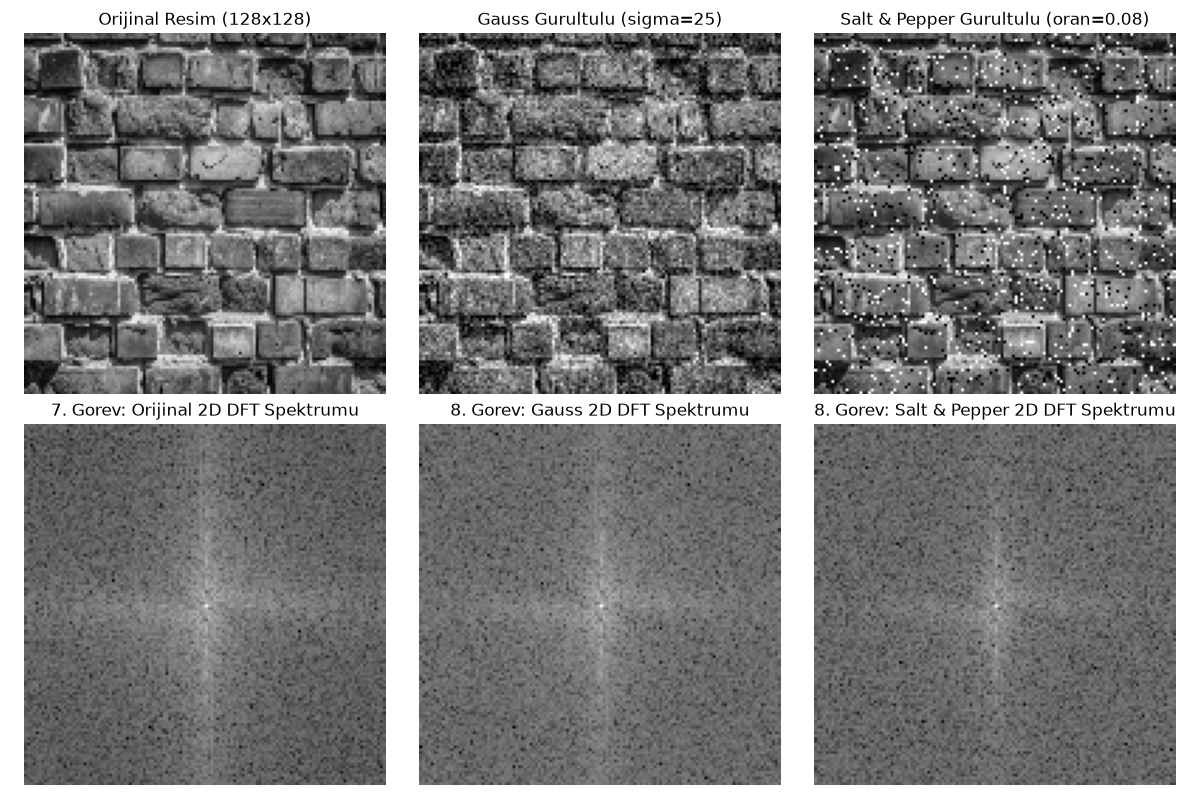 Orijinal Resim (128x128)
Gauss Gurultulu (sigma=25)
Salt & Pepper Gurultulu (oran=0.08)
7. Gorev: Orijinal 2D DFT Spektrumu
8. Gorev: Gauss 2D DFT Spektrumu
8. Gorev: Salt & Pepper 2D DFT Spektrumu